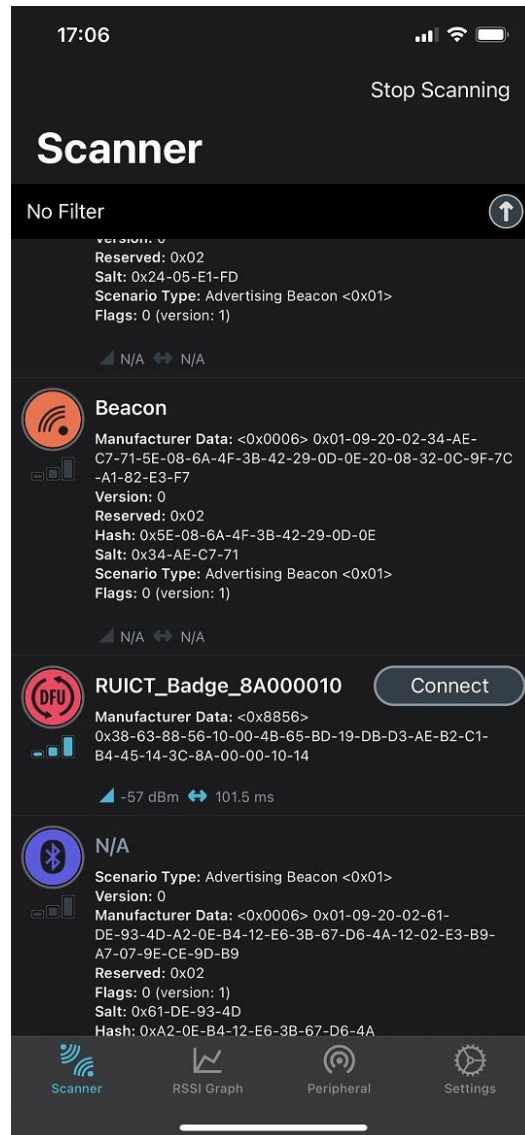 17:06
Stop Scanning
Scanner
No Filter
Version: 0
Reserved: 0x02
Salt: 0x24-05-E1-FD
Scenario Type: Advertising Beacon <0x01>
Flags: 0 (version: 1)
N/A N/A
Beacon
Manufacturer Data: <0x0006> 0x01-09-20-02-34-AE-
C7-71-5E-08-6A-4F-3B-42-29-0D-0E-20-08-32-0C-9F-7C
-A1-82-E3-F7
Version: 0
Reserved: 0x02
Hash: 0x5E-08-6A-4F-3B-42-29-0D-0E
Salt: 0x34-AE-C7-71
Scenario Type: Advertising Beacon <0x01>
Flags: 0 (version: 1)
N/A N/A
DFU
RUICT_Badge_8A000010 Connect
Manufacturer Data: <0x8856>
0x38-63-88-56-10-00-4B-65-BD-19-DB-D3-AE-B2-C1-
B4-45-14-3C-8A-00-00-10-14
-57 dBm 101.5 ms
N/A
Scenario Type: Advertising Beacon <0x01>
Version: 0
Manufacturer Data: <0x0006> 0x01-09-20-02-61-
DE-93-4D-A2-0E-B4-12-E6-3B-67-D6-4A-12-02-E3-B9-
A7-07-9E-CE-9D-B9
Reserved: 0x02
Flags: 0 (version: 1)
Salt: 0x61-DE-93-4D
Hash: 0xA2-0E-B4-12-E6-3B-67-D6-4A
Scanner RSSI Graph Peripheral Settings